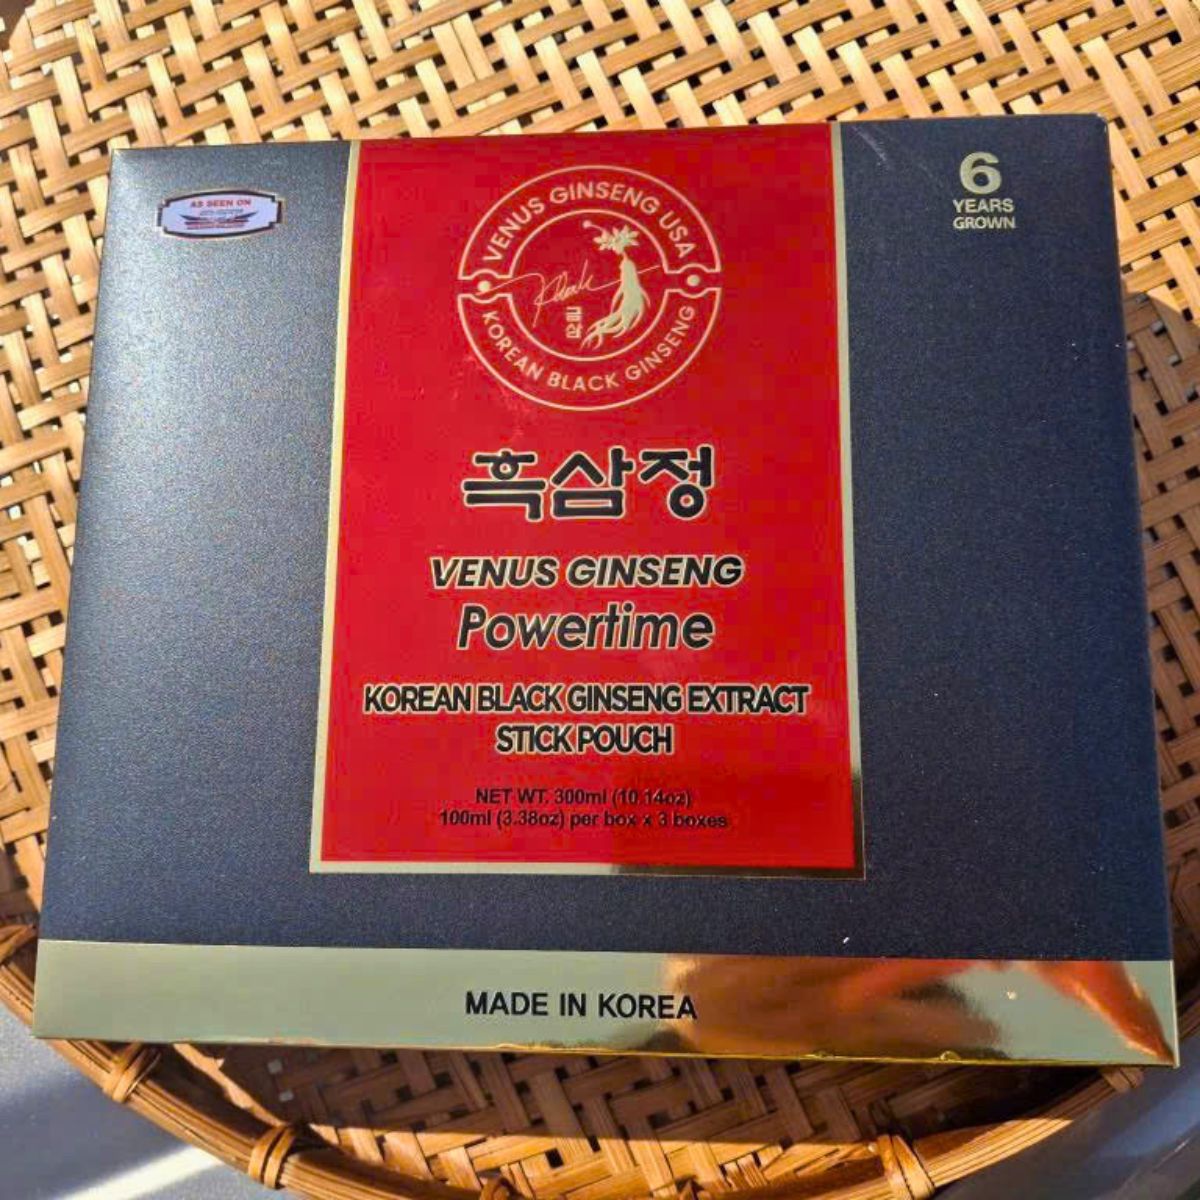 AS SEEN ON
6
YEARS
GROWN
VENUS GINSENG USA
금삼
KOREAN BLACK GINSENG
흑삼정
VENUS GINSENG
Powertime
KOREAN BLACK GINSENG EXTRACT
STICK POUCH
NET WT. 300ml (10.14oz)
100ml (3.38oz) per box x 3 boxes
MADE IN KOREA